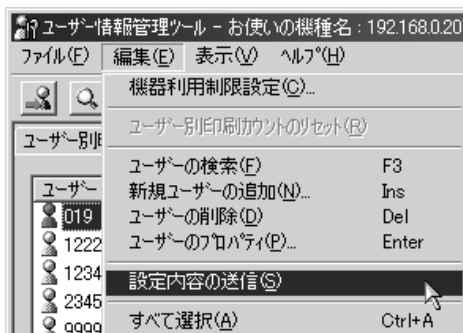 ユーザー情報管理ツール - お使いの機種名 : 192.168.0.20
ファイル(F) 編集(E) 表示(V) ヘルプ(H)
機器利用制限設定(C)...
ユーザー別印刷カウントのリセット(R)
ユーザー別印
ユーザーの検索(F) F3
新規ユーザーの追加(N)... Ins
ユーザーの削除(D) Del
ユーザーのプロパティ(P)... Enter
設定内容の送信(S)
すべて選択(A) Ctrl+A
ユーザー
019
1222
1234
2345
9999